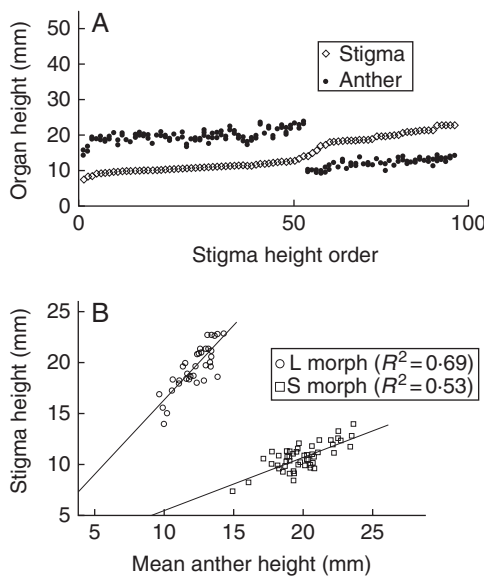 A
Organ height (mm)
50
40
30
20
10
0
Stigma
Anther
0
50
100
Stigma height order
B
Stigma height (mm)
25
20
15
10
5
L morph (R²=0·69)
S morph (R²=0·53)
5
10
15
20
25
Mean anther height (mm)